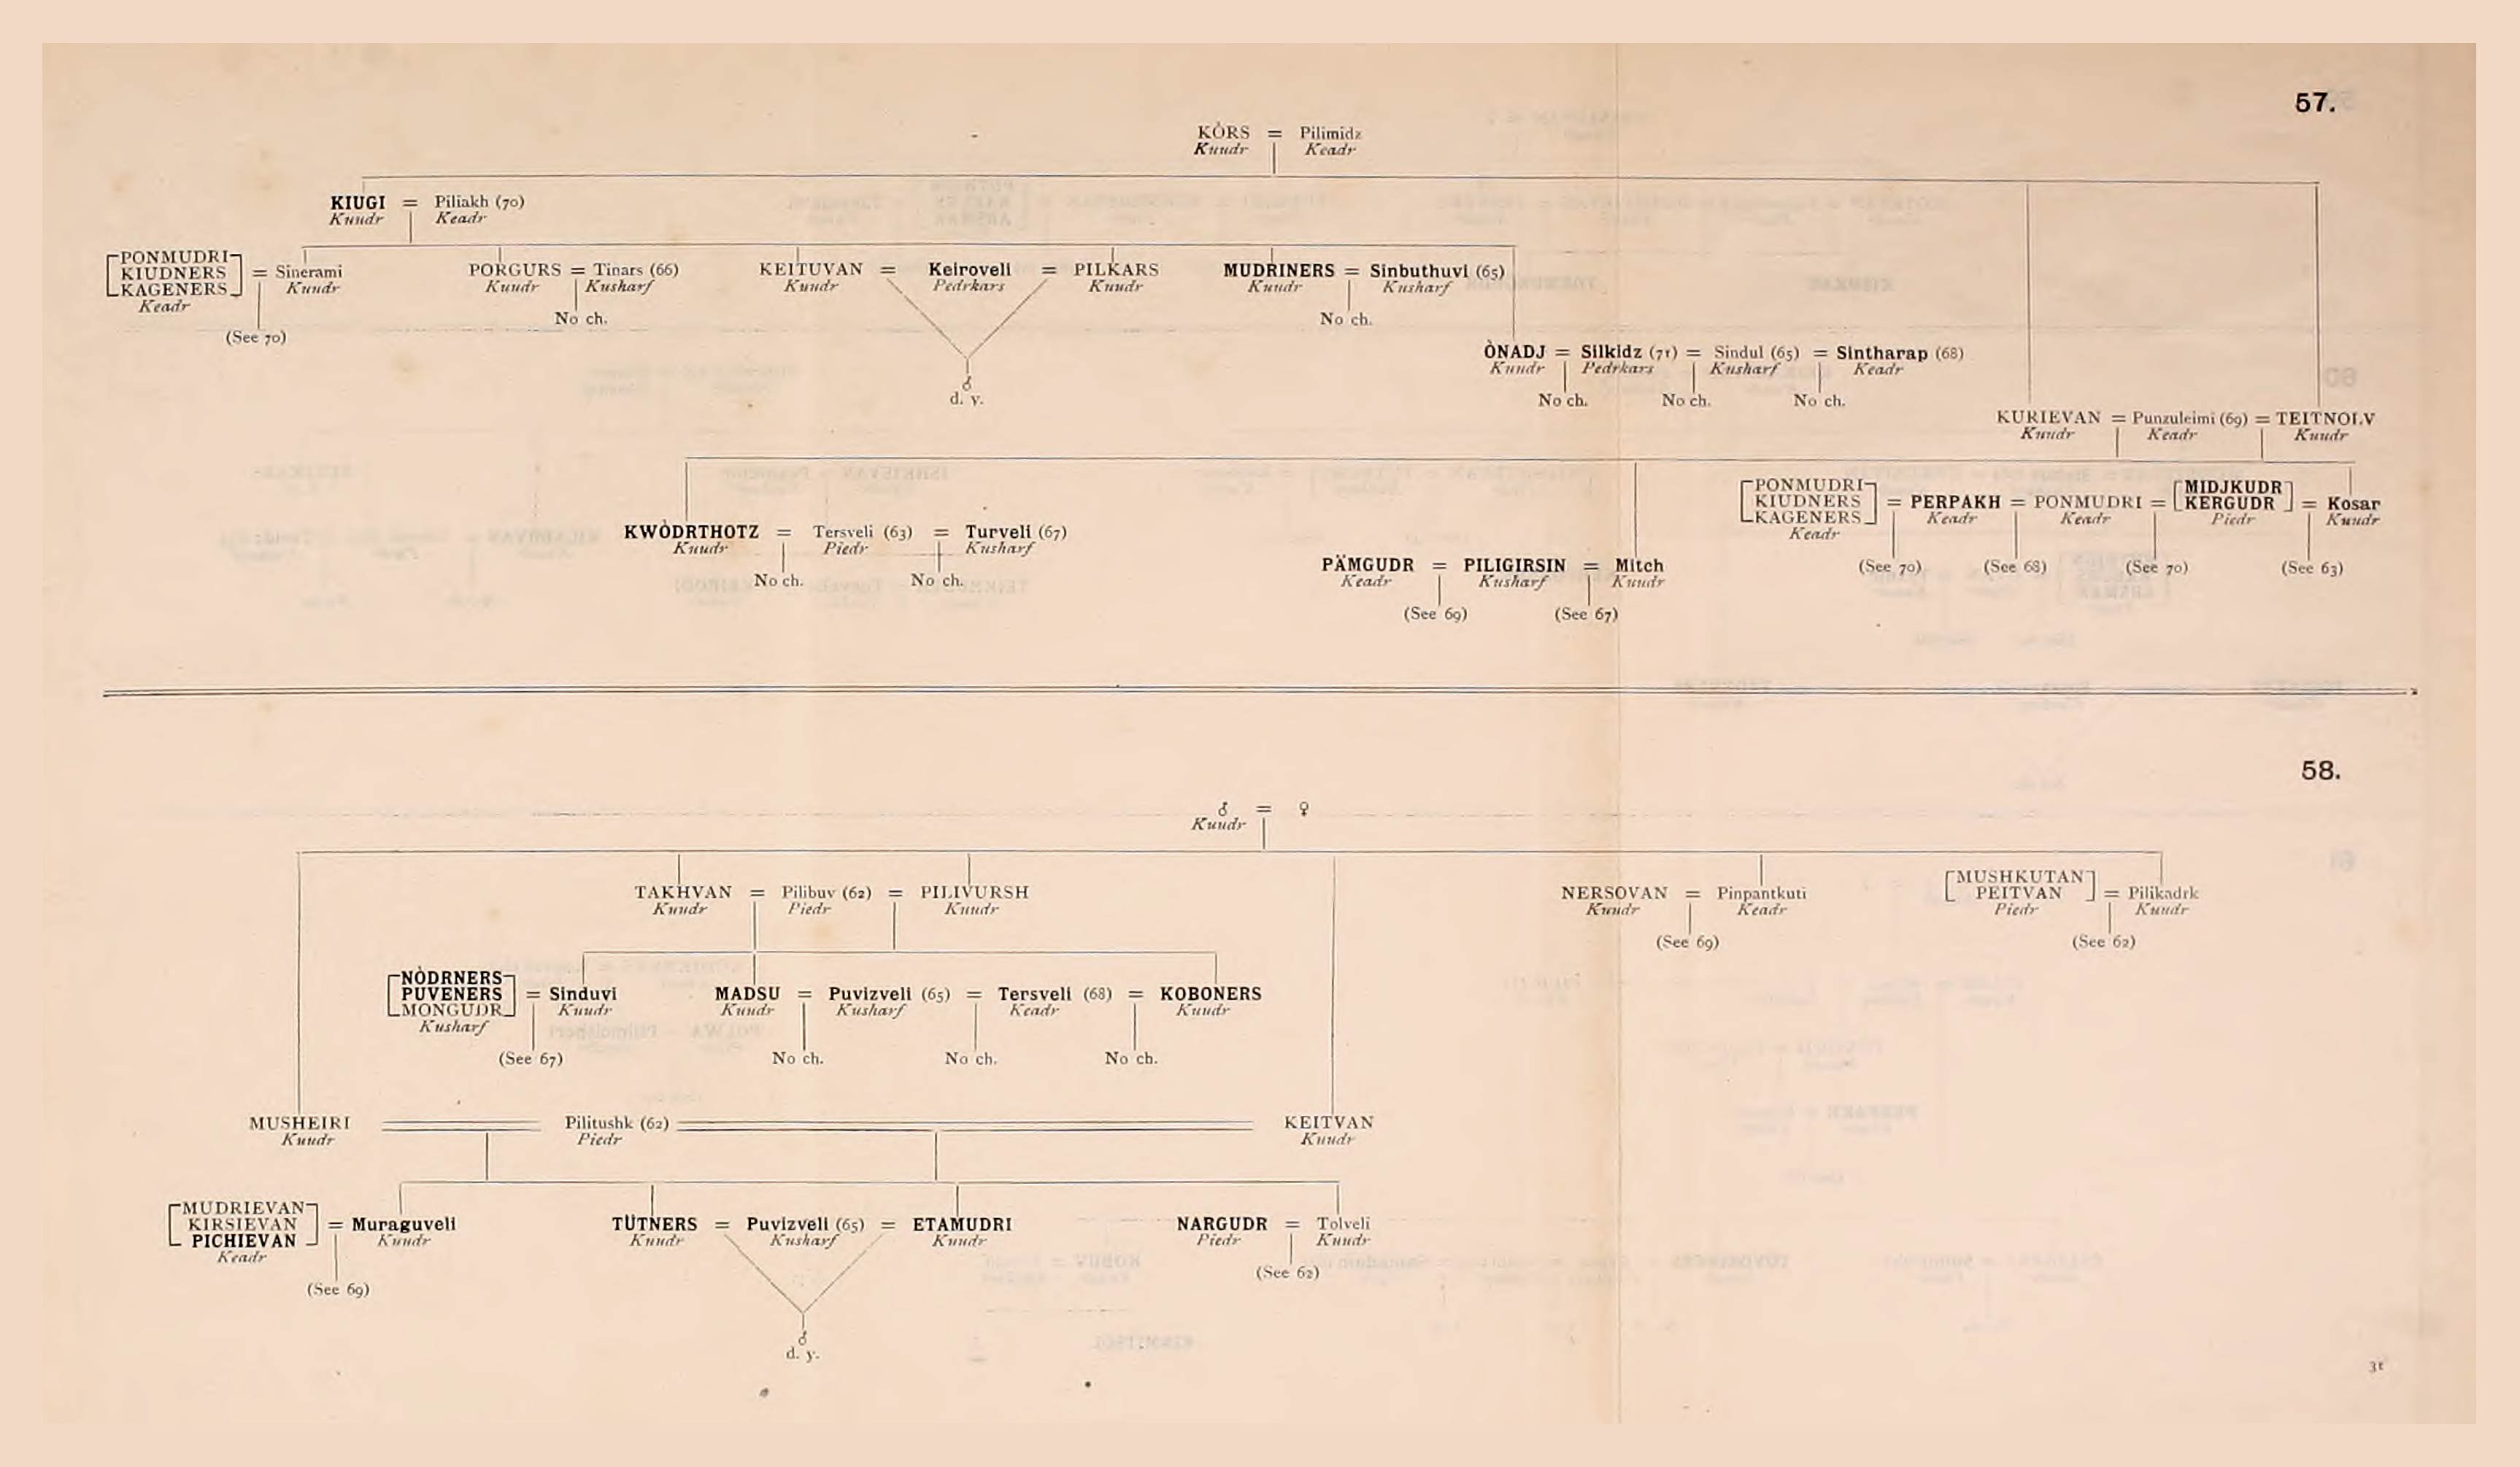 57.
KÒRS = Pilimidz
Kuudr Keadr
KIUGI = Piliakh (70)
Kuudr Keadr
PONMUDRI
KIUDNERS = Sinerami
KAGENERS Kuudr
Keadr
(See 70)
PORGURS = Tinars (66)
Kuudr Kusharf
No ch.
KEITUVAN = Keiroveli = PILKARS
Kuudr Pedrkars Kuudr
♂
d. y.
MUDRINERS = Sinbuthuvi (65)
Kuudr Kusharf
No ch.
ÒNADJ = Silkidz (71) = Sindul (65) = Sintharap (68)
Kuudr Pedrkars Kusharf Keadr
No ch. No ch. No ch.
KURIEVAN = Punzuleimi (69) = TEITNOLV
Kuudr Keadr Kuudr
KWÒDRTHOTZ = Tersveli (63) = Turveli (67)
Kuudr Piedr Kusharf
No ch. No ch.
PÄMGUDR = PILIGIRSIN = Mitch
Keadr Kusharf Kuudr
(See 69) (See 67)
PONMUDRI MIDJKUDR
KIUDNERS = PERPAKH = PONMUDRI = KERGUDR = Kosar
KAGENERS Keadr Keadr Piedr Kuudr
Keadr
(See 70) (See 68) (See 70) (See 63)
58.
♂ = ♀
Kuudr
TAKHVAN = Pilibuv (62) = PILIVURSH
Kuudr Piedr Kuudr
NERSOVAN = Pinpantkuti
Kuudr Keadr
(See 69)
MUSHKUTAN
PEITVAN = Pilikadrk
Piedr Kuudr
(See 62)
NÒDRNERS
PUVENERS = Sinduvi
MONGUDR Kuudr
Kusharf
(See 67)
MADSU = Puvizveli (65) = Tersveli (68) = KOBONERS
Kuudr Kusharf Keadr Kuudr
No ch. No ch. No ch.
MUSHEIRI Pilitushk (62) KEITVAN
Kuudr Piedr Kuudr
MUDRIEVAN
KIRSIEVAN = Muraguveli
PICHIEVAN Kuudr
Keadr
(See 69)
TÜTNERS = Puvizveli (65) = ETAMUDRI
Kuudr Kusharf Kuudr
♂
d. y.
NARGUDR = Tolveli
Piedr Kuudr
(See 62)
31